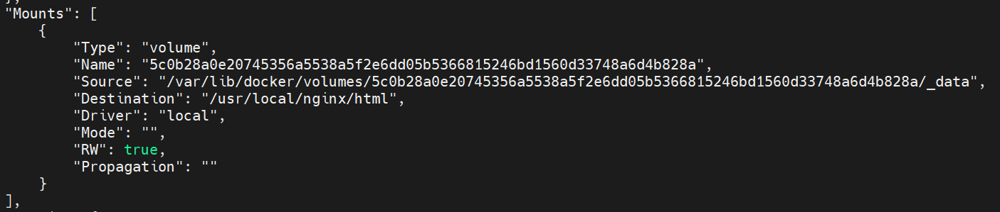 "Mounts": [
{
"Type": "volume",
"Name": "5c0b28a0e20745356a5538a5f2e6dd05b5366815246bd1560d33748a6d4b828a",
"Source": "/var/lib/docker/volumes/5c0b28a0e20745356a5538a5f2e6dd05b5366815246bd1560d33748a6d4b828a/_data",
"Destination": "/usr/local/nginx/html",
"Driver": "local",
"Mode": "",
"RW": true,
"Propagation": ""
}
],